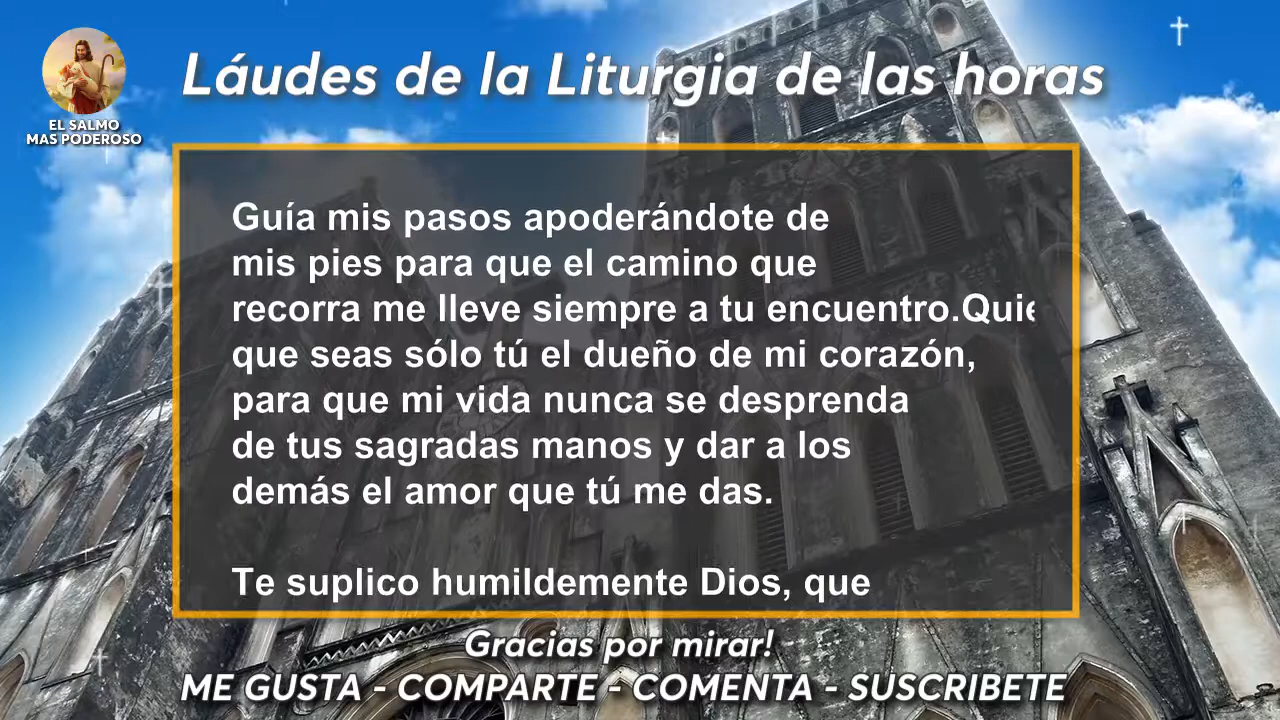 Láudes de la Liturgia de las horas
EL SALMO
MAS PODEROSO
Guía mis pasos apoderándote de
mis pies para que el camino que
recorra me lleve siempre a tu encuentro.
que seas sólo tú el dueño de mi corazón,
para que mi vida nunca se desprenda
de tus sagradas manos y dar a los
demás el amor que tú me das.
Te suplico humildemente Dios, que
Gracias por mirar!
ME GUSTA - COMPARTE - COMENTA - SUSCRIBETE